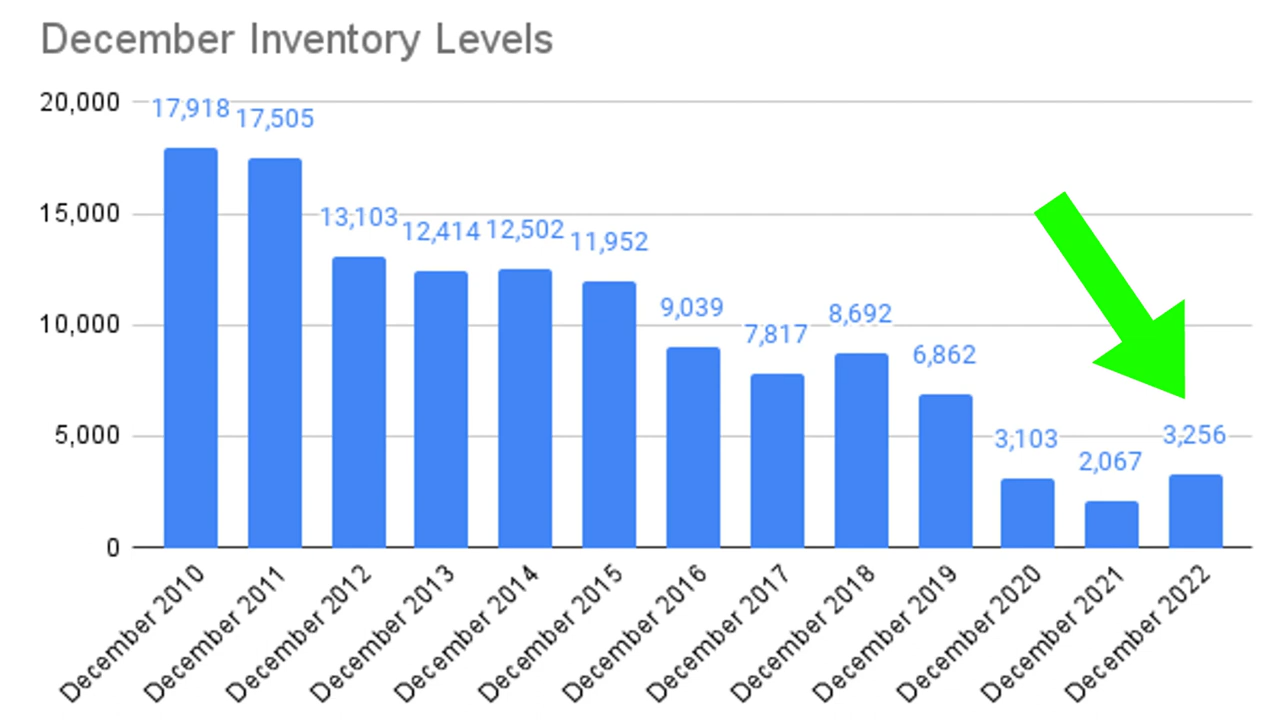 December Inventory Levels
20,000
15,000
10,000
5,000
0
17,918
17,505
13,103
12,414
12,502
11,952
9,039
7,817
8,692
6,862
3,103
2,067
3,256
December 2010
December 2011
December 2012
December 2013
December 2014
December 2015
December 2016
December 2017
December 2018
December 2019
December 2020
December 2021
December 2022